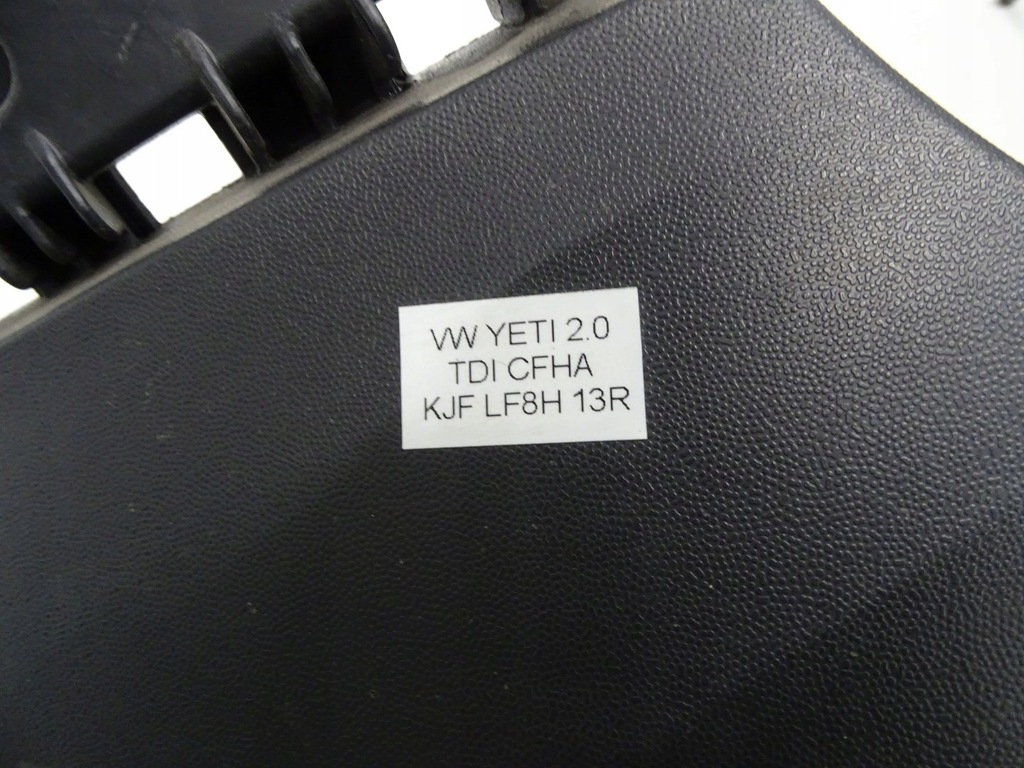 VW YETI 2.0
TDI CFHA
KJF LF8H 13R